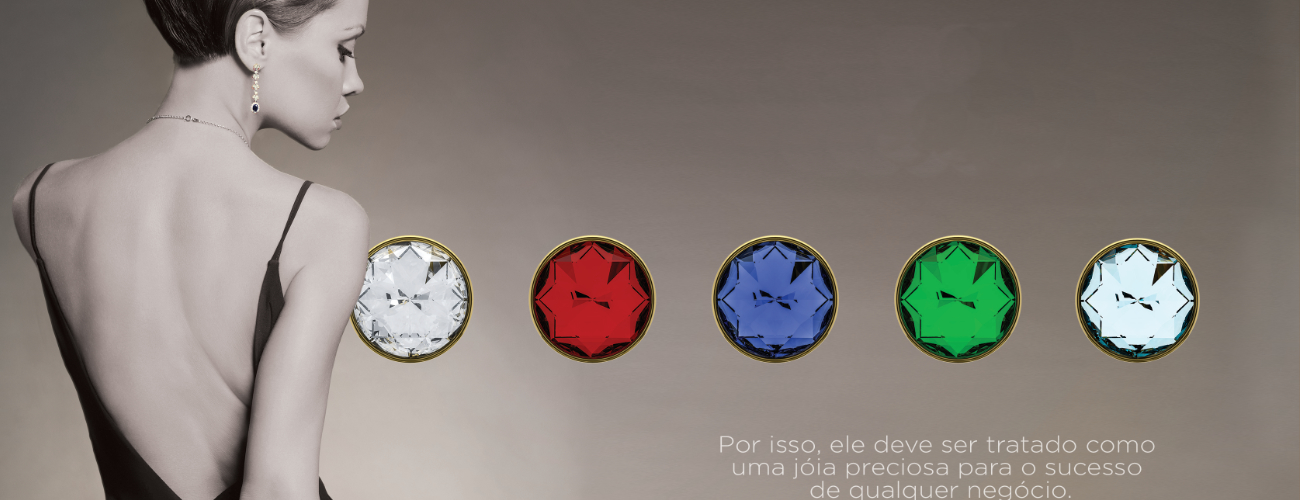 Por isso, ele deve ser tratado como
uma jóia preciosa para o sucesso
de qualquer negócio.